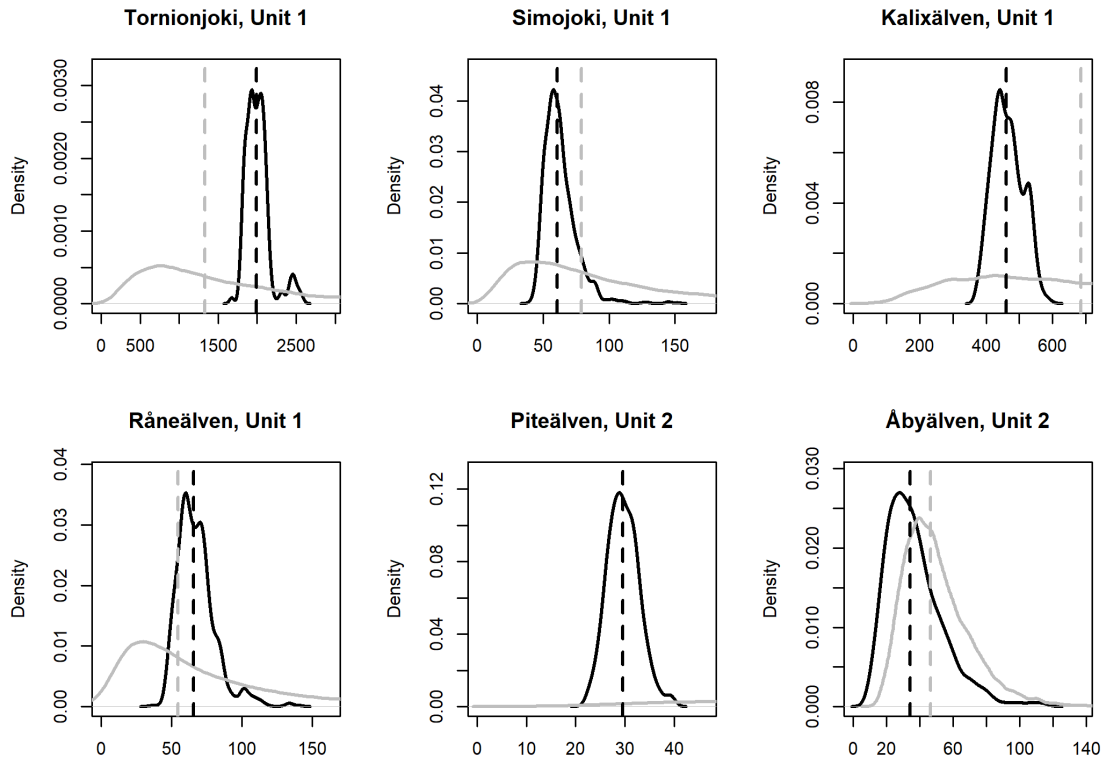 Tornionjoki, Unit 1
Simojoki, Unit 1
Kalixälven, Unit 1
Density
0.0000 0.0010 0.0020 0.0030
0 500 1500 2500
Density
0.00 0.01 0.02 0.03 0.04
0 50 100 150
Density
0.000 0.004 0.008
0 200 400 600
Råneälven, Unit 1
Piteälven, Unit 2
Åbyälven, Unit 2
Density
0.00 0.01 0.02 0.03 0.04
0 50 100 150
Density
0.00 0.04 0.08 0.12
0 10 20 30 40
Density
0.000 0.010 0.020 0.030
0 20 60 100 140